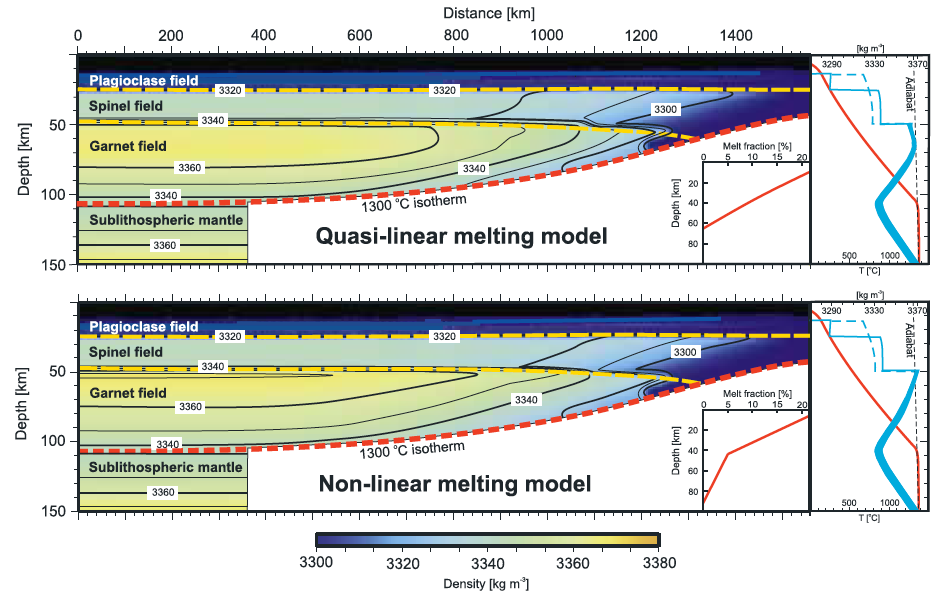 Distance [km]
0 200 400 600 800 1000 1200 1400
[kg m⁻³]
3290 3330 3370
Plagioclase field
3320 3320
Adiabat
Spinel field
3300
3340
50
Garnet field
Melt fraction [%]
0 5 10 15 20
3360
3340
Depth [km]
100
3340
1300 °C isotherm
Depth [km]
20
40
60
80
Sublithospheric mantle
3360
Quasi-linear melting model
150
500 1000
T [°C]
[kg m⁻³]
3290 3330 3370
Plagioclase field
3320 3320
Adiabat
Spinel field
3300
3340
50
Garnet field
Melt fraction [%]
0 5 10 15 20
3360
3340
Depth [km]
100
3340
1300 °C isotherm
Depth [km]
20
40
60
80
Sublithospheric mantle
3360
Non-linear melting model
150
500 1000
T [°C]
3300 3320 3340 3360 3380
Density [kg m⁻³]